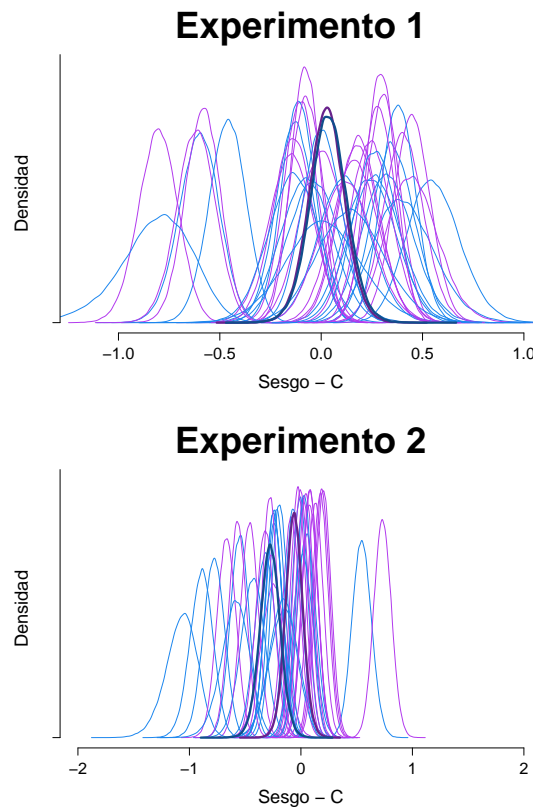 Experimento 1
Densidad
−1.0 −0.5 0.0 0.5 1.0
Sesgo − C
Experimento 2
Densidad
−2 −1 0 1 2
Sesgo − C